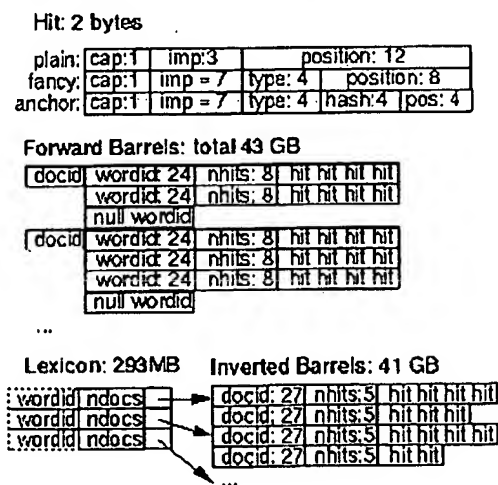 Hit: 2 bytes
plain: cap:1 imp:3 position: 12
fancy: cap:1 imp = 7 type: 4 position: 8
anchor: cap:1 imp = 7 type: 4 hash:4 pos: 4
Forward Barrels: total 43 GB
docid wordid: 24 nhits: 8 hit hit hit hit
wordid: 24 nhits: 8 hit hit hit hit
null wordid
docid wordid: 24 nhits: 8 hit hit hit hit
wordid: 24 nhits: 8 hit hit hit hit
wordid: 24 nhits: 8 hit hit hit hit
null wordid
...
Lexicon: 293MB Inverted Barrels: 41 GB
wordid ndocs docid: 27 nhits:5 hit hit hit hit
wordid ndocs docid: 27 nhits:5 hit hit hit
wordid ndocs docid: 27 nhits:5 hit hit hit hit
docid: 27 nhits:5 hit hit
...